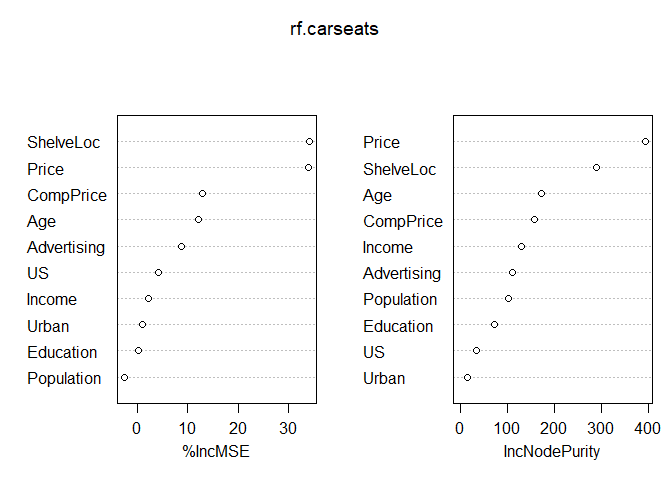 rf.carseats
ShelveLoc
Price
CompPrice
Age
Advertising
US
Income
Urban
Education
Population
0 10 20 30
%IncMSE
Price
ShelveLoc
Age
CompPrice
Income
Advertising
Population
Education
US
Urban
0 100 200 300 400
IncNodePurity